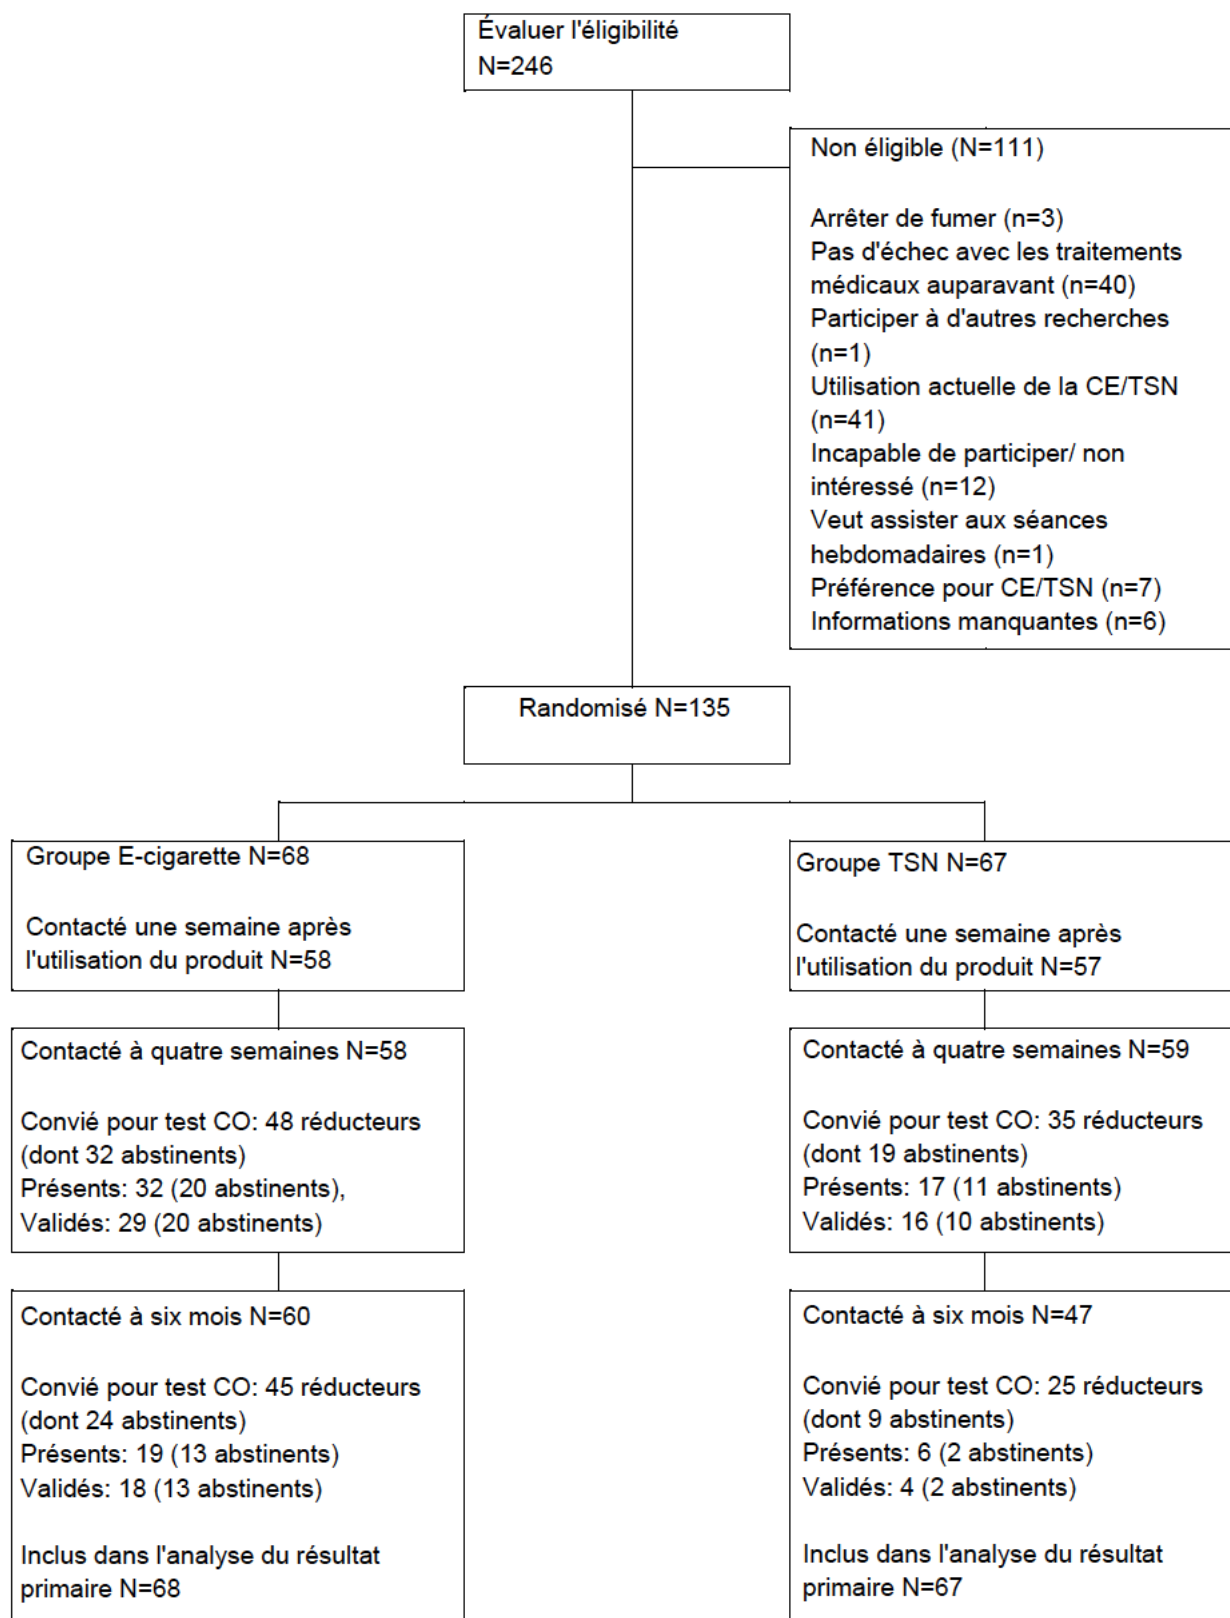 Évaluer l'éligibilité
N=246
Non éligible (N=111)
Arrêter de fumer (n=3)
Pas d'échec avec les traitements
médicaux auparavant (n=40)
Participer à d'autres recherches
(n=1)
Utilisation actuelle de la CE/TSN
(n=41)
Incapable de participer/ non
intéressé (n=12)
Veut assister aux séances
hebdomadaires (n=1)
Préférence pour CE/TSN (n=7)
Informations manquantes (n=6)
Randomisé N=135
Groupe E-cigarette N=68
Contacté une semaine après
l'utilisation du produit N=58
Groupe TSN N=67
Contacté une semaine après
l'utilisation du produit N=57
Contacté à quatre semaines N=58
Convié pour test CO: 48 réducteurs
(dont 32 abstinents)
Présents: 32 (20 abstinents),
Validés: 29 (20 abstinents)
Contacté à quatre semaines N=59
Convié pour test CO: 35 réducteurs
(dont 19 abstinents)
Présents: 17 (11 abstinents)
Validés: 16 (10 abstinents)
Contacté à six mois N=60
Convié pour test CO: 45 réducteurs
(dont 24 abstinents)
Présents: 19 (13 abstinents)
Validés: 18 (13 abstinents)
Inclus dans l'analyse du résultat
primaire N=68
Contacté à six mois N=47
Convié pour test CO: 25 réducteurs
(dont 9 abstinents)
Présents: 6 (2 abstinents)
Validés: 4 (2 abstinents)
Inclus dans l'analyse du résultat
primaire N=67